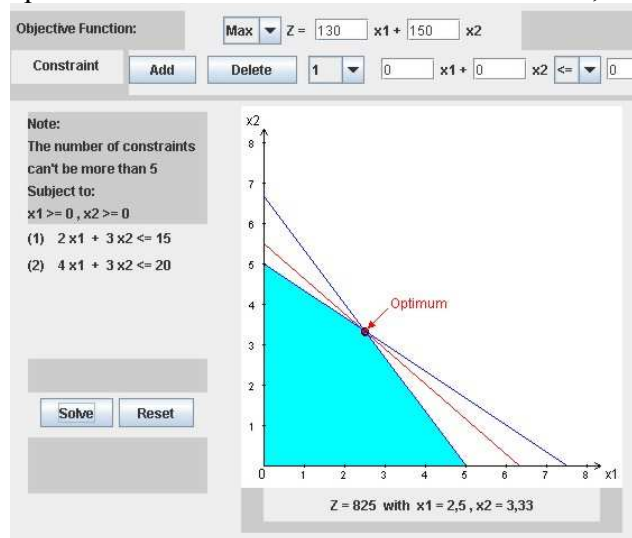 Objective Function: Max Z = 130 x1 + 150 x2
Constraint Add Delete 1 0 x1 + 0 x2 <= 0
Note:
The number of constraints
can't be more than 5
Subject to:
x1 >= 0 , x2 >= 0
(1) 2 x1 + 3 x2 <= 15
(2) 4 x1 + 3 x2 <= 20
Solve Reset
x2
8
7
6
5
4
3
2
1
Optimum
0 1 2 3 4 5 6 7 8 x1
Z = 825 with x1 = 2,5 , x2 = 3,33